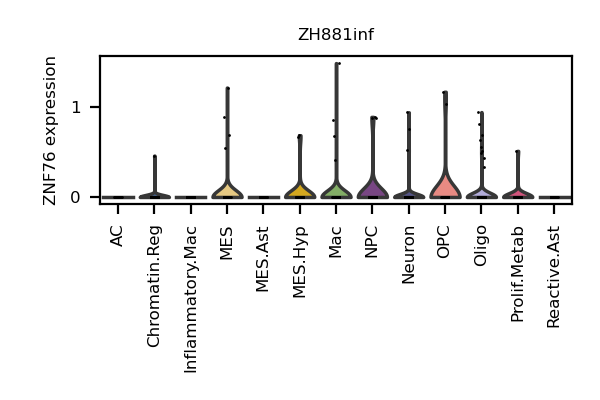 ZH881inf
ZNF76 expression
1
0
AC
Chromatin.Reg
Inflammatory.Mac
MES
MES.Ast
MES.Hyp
Mac
NPC
Neuron
OPC
Oligo
Prolif.Metab
Reactive.Ast